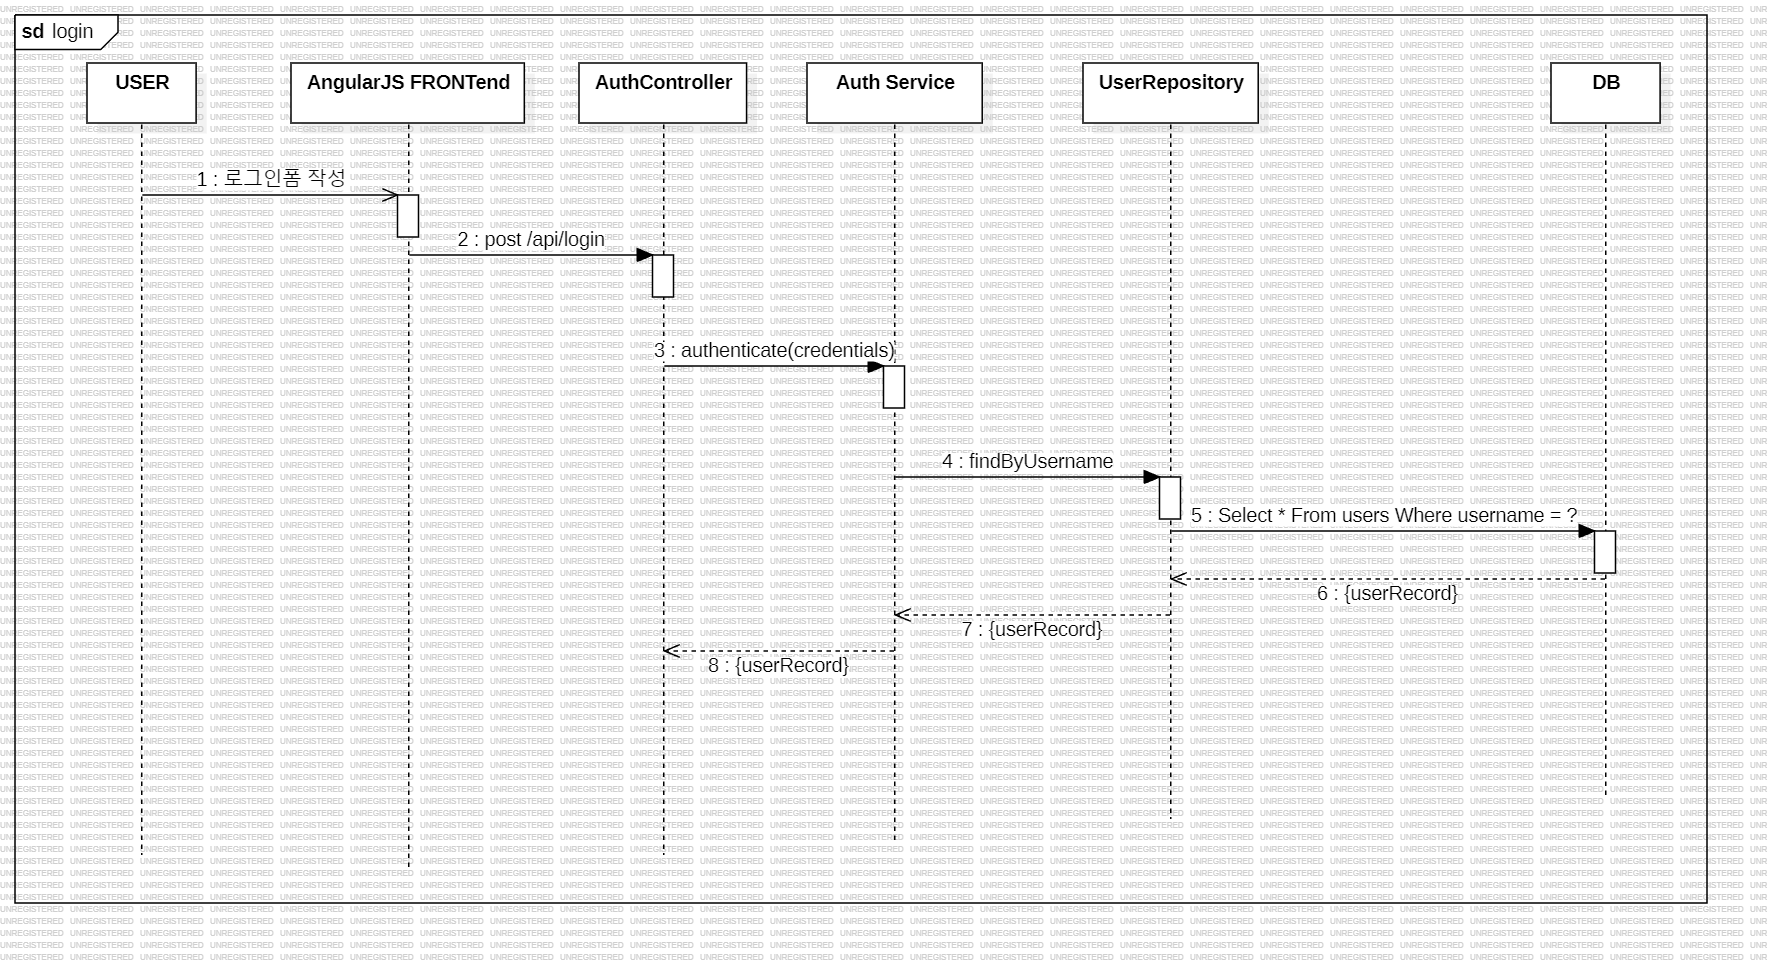 sd login
USER
AngularJS FRONTend
AuthController
Auth Service
UserRepository
DB
1 : 로그인폼 작성
2 : post /api/login
3 : authenticate(credentials)
4 : findByUsername
5 : Select * From users Where username = ?
6 : {userRecord}
7 : {userRecord}
8 : {userRecord}
UNREGISTERED